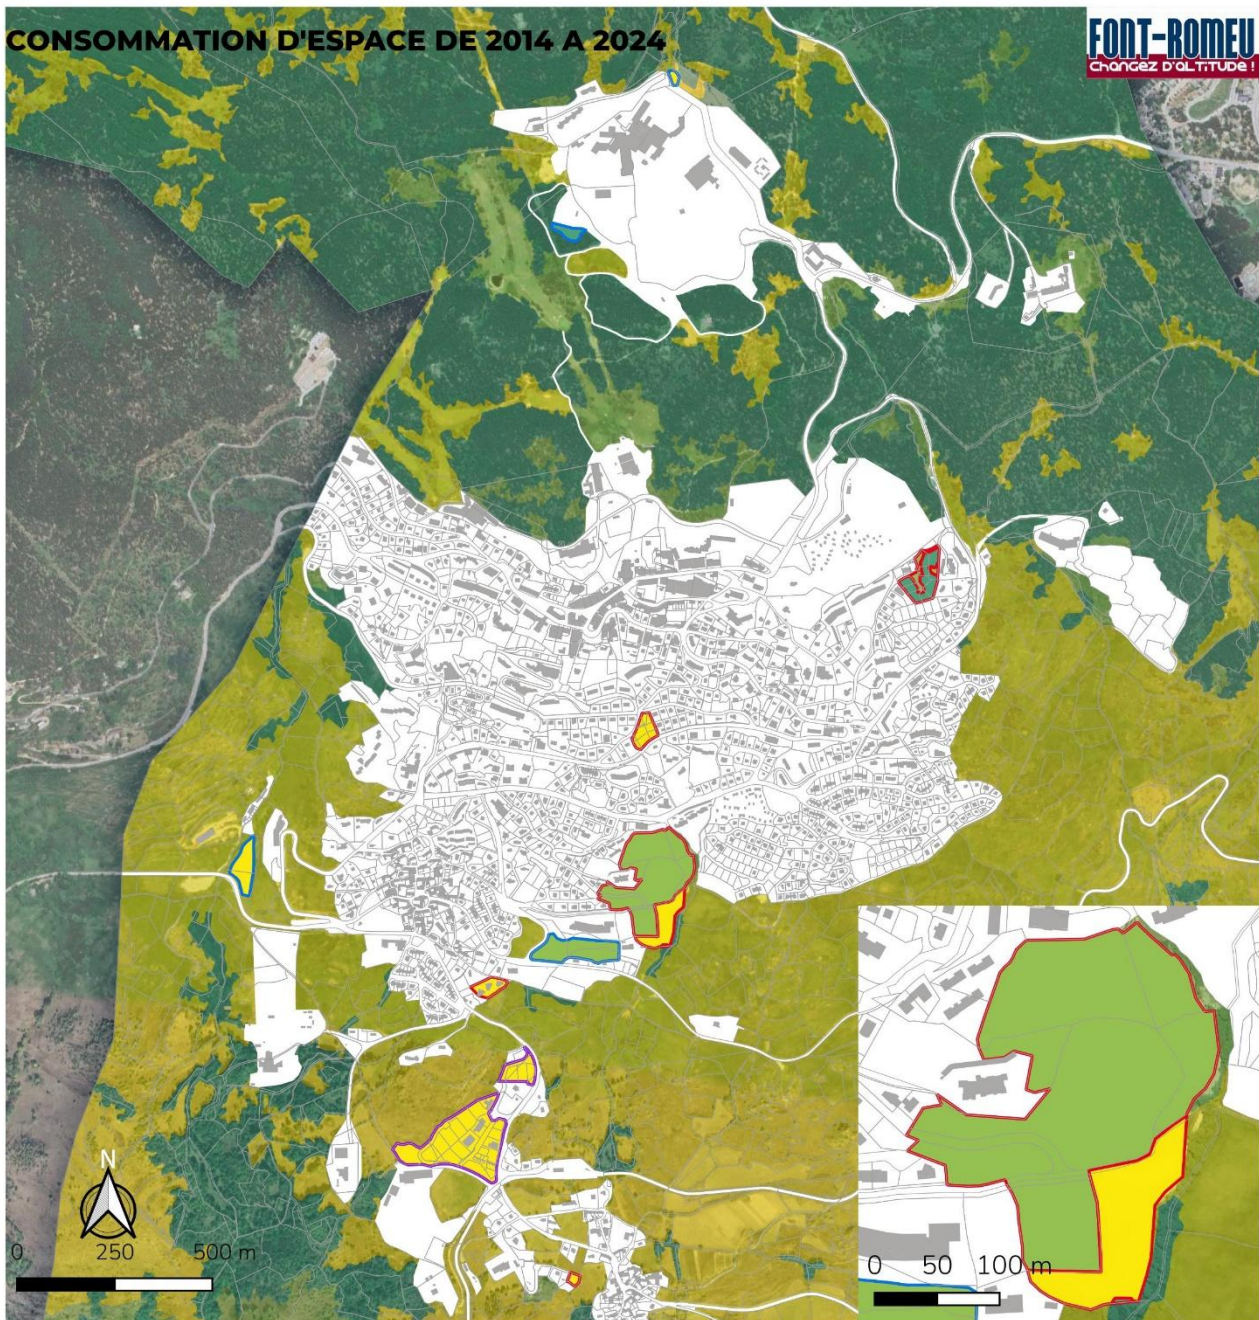 CONSOMMATION D'ESPACE DE 2014 A 2024
FONT-ROMEU
CHANGEZ D'ALTITUDE !
N
0 250 500 m
0 50 100 m